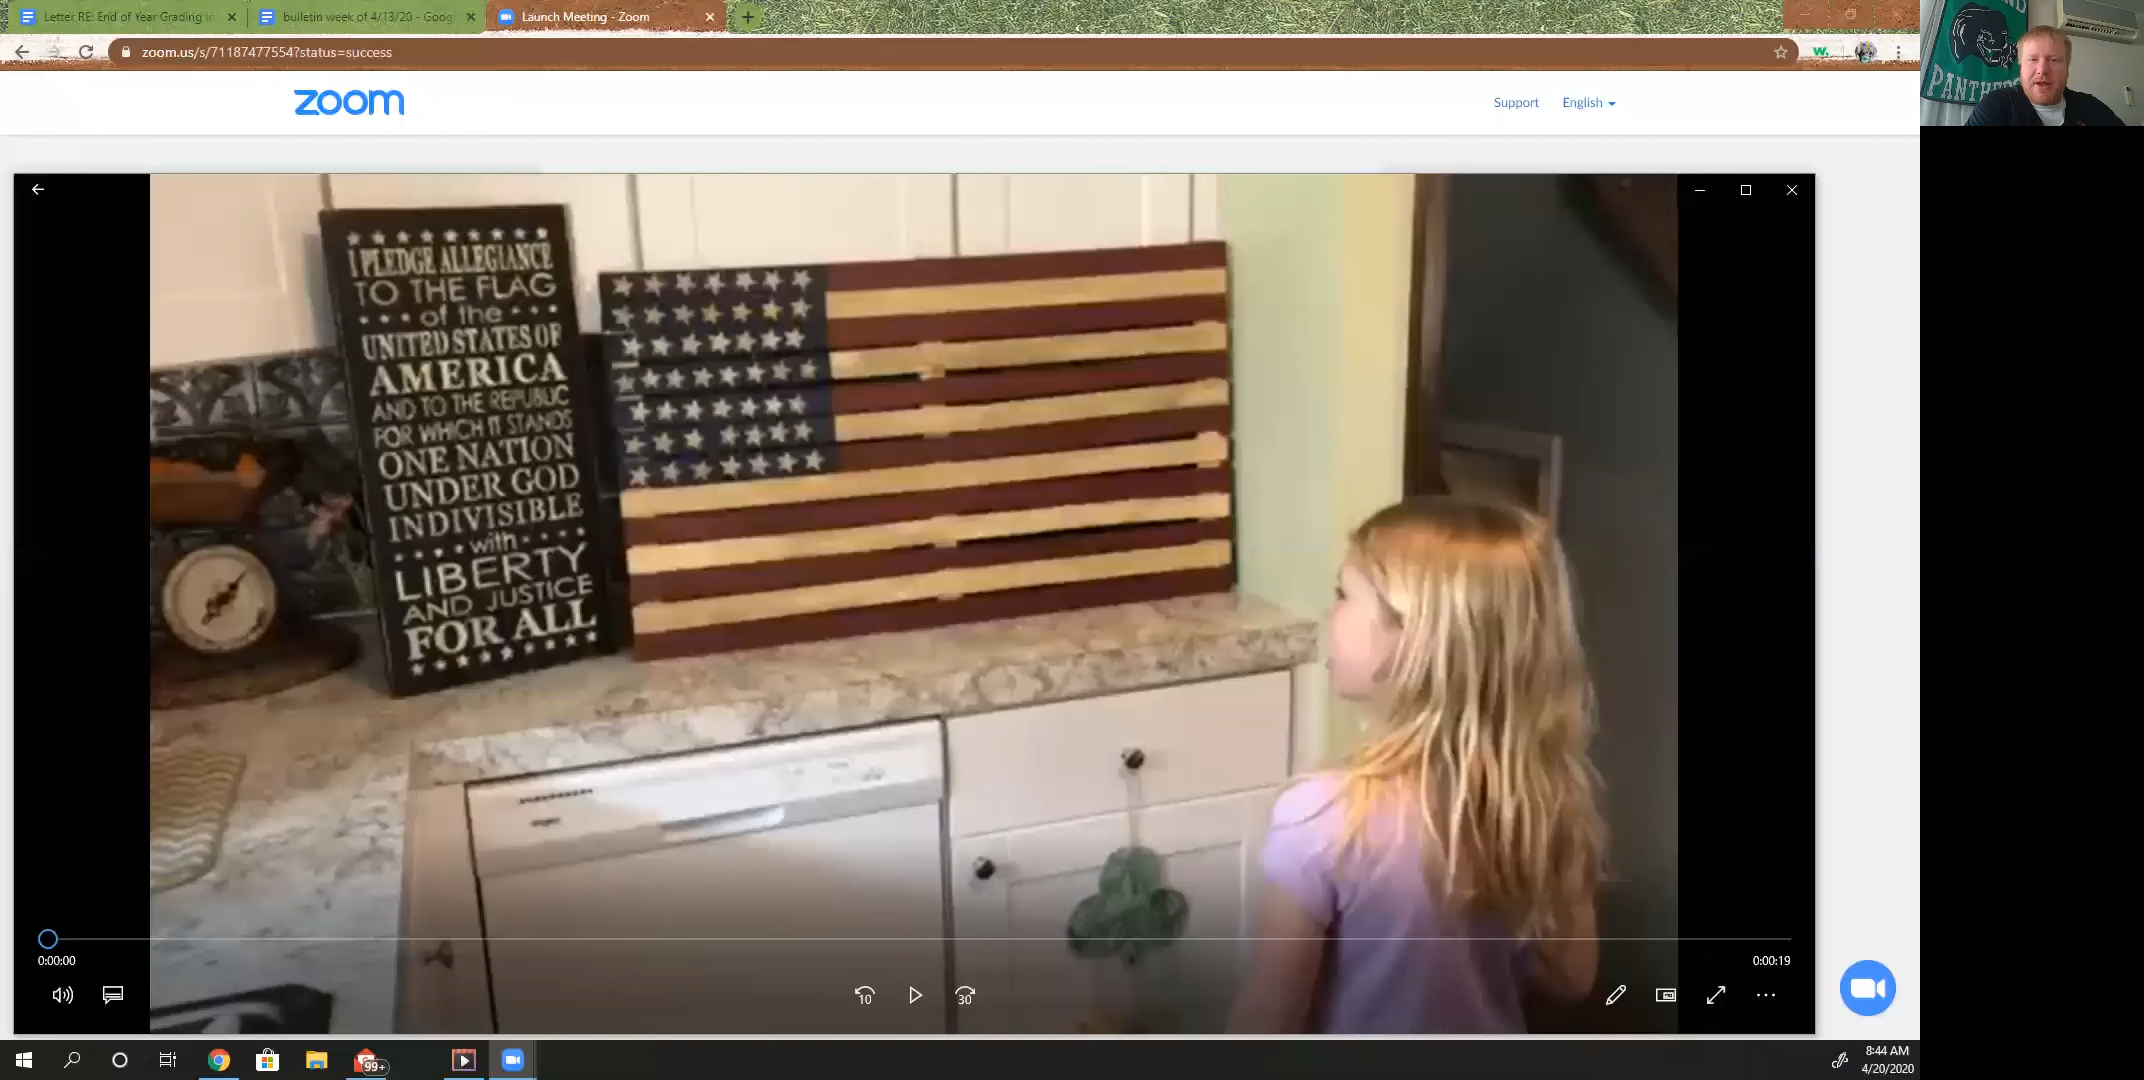 Letter RE: End of Year Grading in
bulletin week of 4/13/20 - Goog
Launch Meeting - Zoom
zoom.us/s/71187477554?status=success
w.
zoom
Support
English
PANTHERS
I PLEDGE ALLEGIANCE
TO THE FLAG
of the
UNITED STATES OF
AMERICA
AND TO THE REPUBLIC
FOR WHICH IT STANDS
ONE NATION
UNDER GOD
INDIVISIBLE
with
LIBERTY
AND JUSTICE
FOR ALL
0:00:00
0:00:19
10
30
99+
8:44 AM
4/20/2020